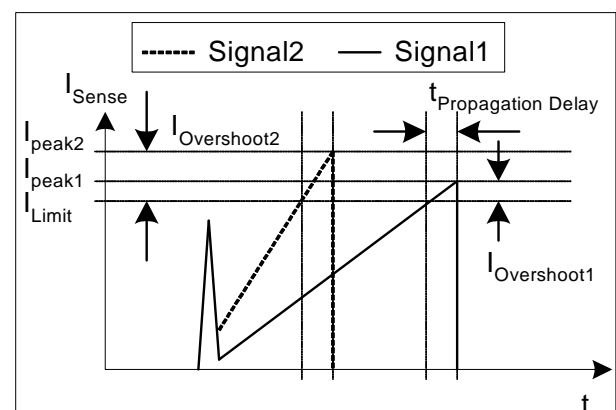 Signal2 Signal1
I_Sense
t_Propagation Delay
I_peak2
I_Overshoot2
I_peak1
I_Limit
I_Overshoot1
t